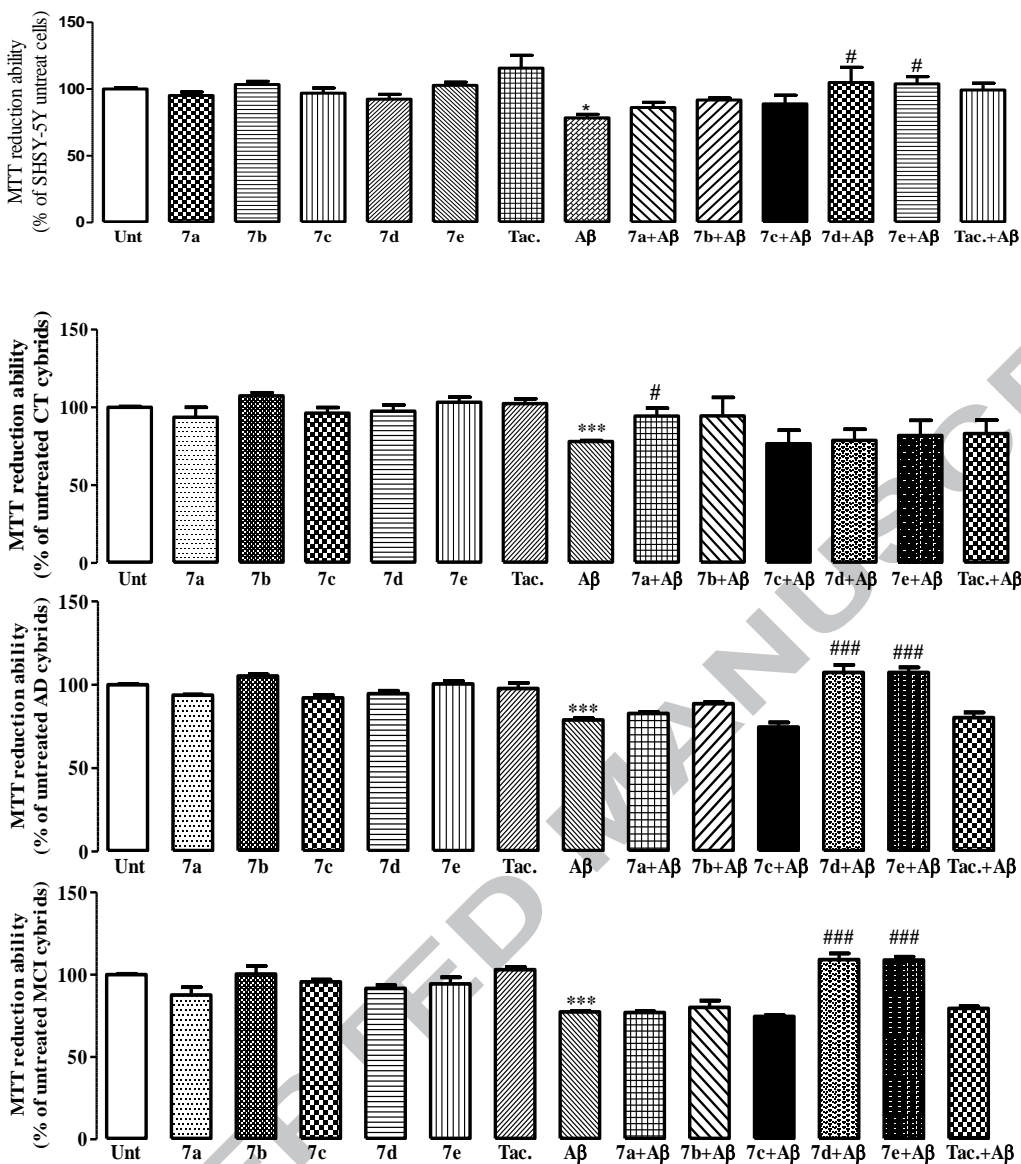 MTT reduction ability
(% of SHSY-5Y untreat cells)
150
100
50
0
*
#
#
Unt 7a 7b 7c 7d 7e Tac. Aβ 7a+Aβ 7b+Aβ 7c+Aβ 7d+Aβ 7e+Aβ Tac.+Aβ
MTT reduction ability
(% of untreated CT cybrids)
150
100
50
0
***
#
Unt 7a 7b 7c 7d 7e Tac. Aβ 7a+Aβ 7b+Aβ 7c+Aβ 7d+Aβ 7e+Aβ Tac.+Aβ
MTT reduction ability
(% of untreated AD cybrids)
150
100
50
0
***
###
###
Unt 7a 7b 7c 7d 7e Tac. Aβ 7a+Aβ 7b+Aβ 7c+Aβ 7d+Aβ 7e+Aβ Tac.+Aβ
MTT reduction ability
(% of untreated MCI cybrids)
150
100
50
0
***
###
###
Unt 7a 7b 7c 7d 7e Tac. Aβ 7a+Aβ 7b+Aβ 7c+Aβ 7d+Aβ 7e+Aβ Tac.+Aβ